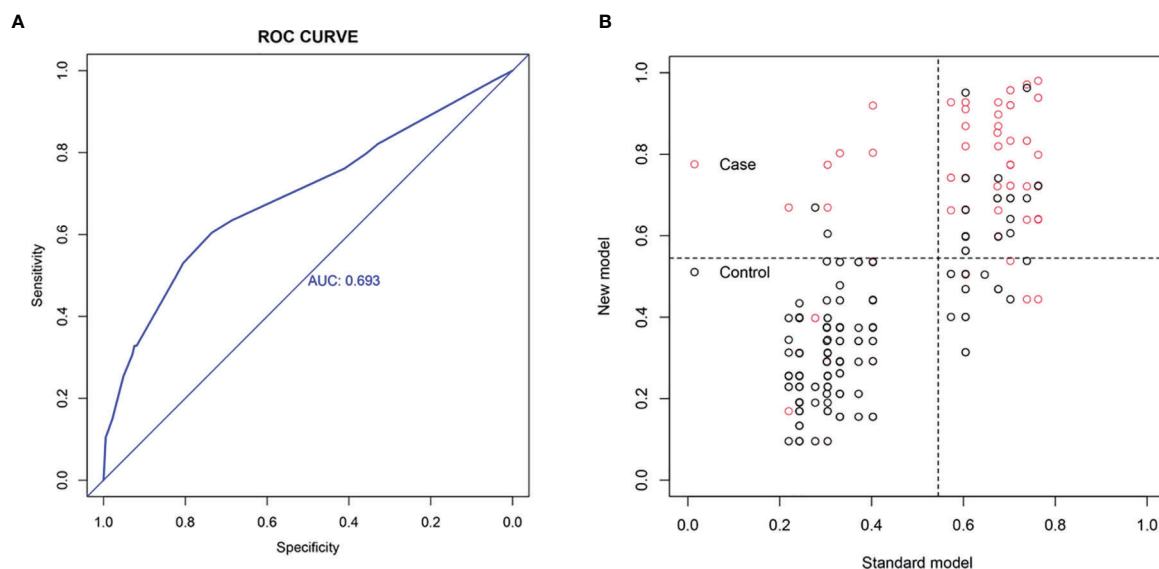 A
ROC CURVE
1.0
0.8
0.6
0.4
0.2
0.0
Sensitivity
AUC: 0.693
1.0 0.8 0.6 0.4 0.2 0.0
Specificity
B
1.0
0.8
0.6
0.4
0.2
0.0
New model
Case
Control
0.0 0.2 0.4 0.6 0.8 1.0
Standard model